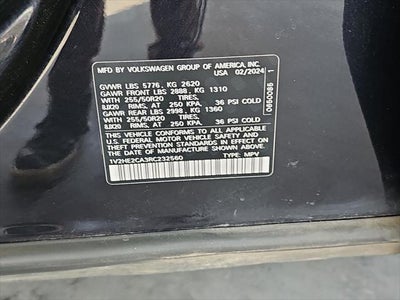 MFD. BY VOLKSWAGEN GROUP OF AMERICA, INC.
USA 02/2024
GVWR LBS 5776, KG 2620
GAWR FRONT LBS 2888, KG 1310
WITH 255/50R20 TIRES,
8JX20 RIMS, AT 250 KPA, 36 PSI COLD
GAWR REAR LBS 2998, KG 1360
WITH 255/50R20 TIRES,
8JX20 RIMS, AT 250 KPA, 36 PSI COLD
THIS VEHICLE CONFORMS TO ALL APPLICABLE
U.S. FEDERAL MOTOR VEHICLE SAFETY AND
THEFT PREVENTION STANDARDS IN EFFECT ON
THE DATE OF MANUFACTURE SHOWN ABOVE.
1V2HE2CA3RC232560 TYPE: MPV
1